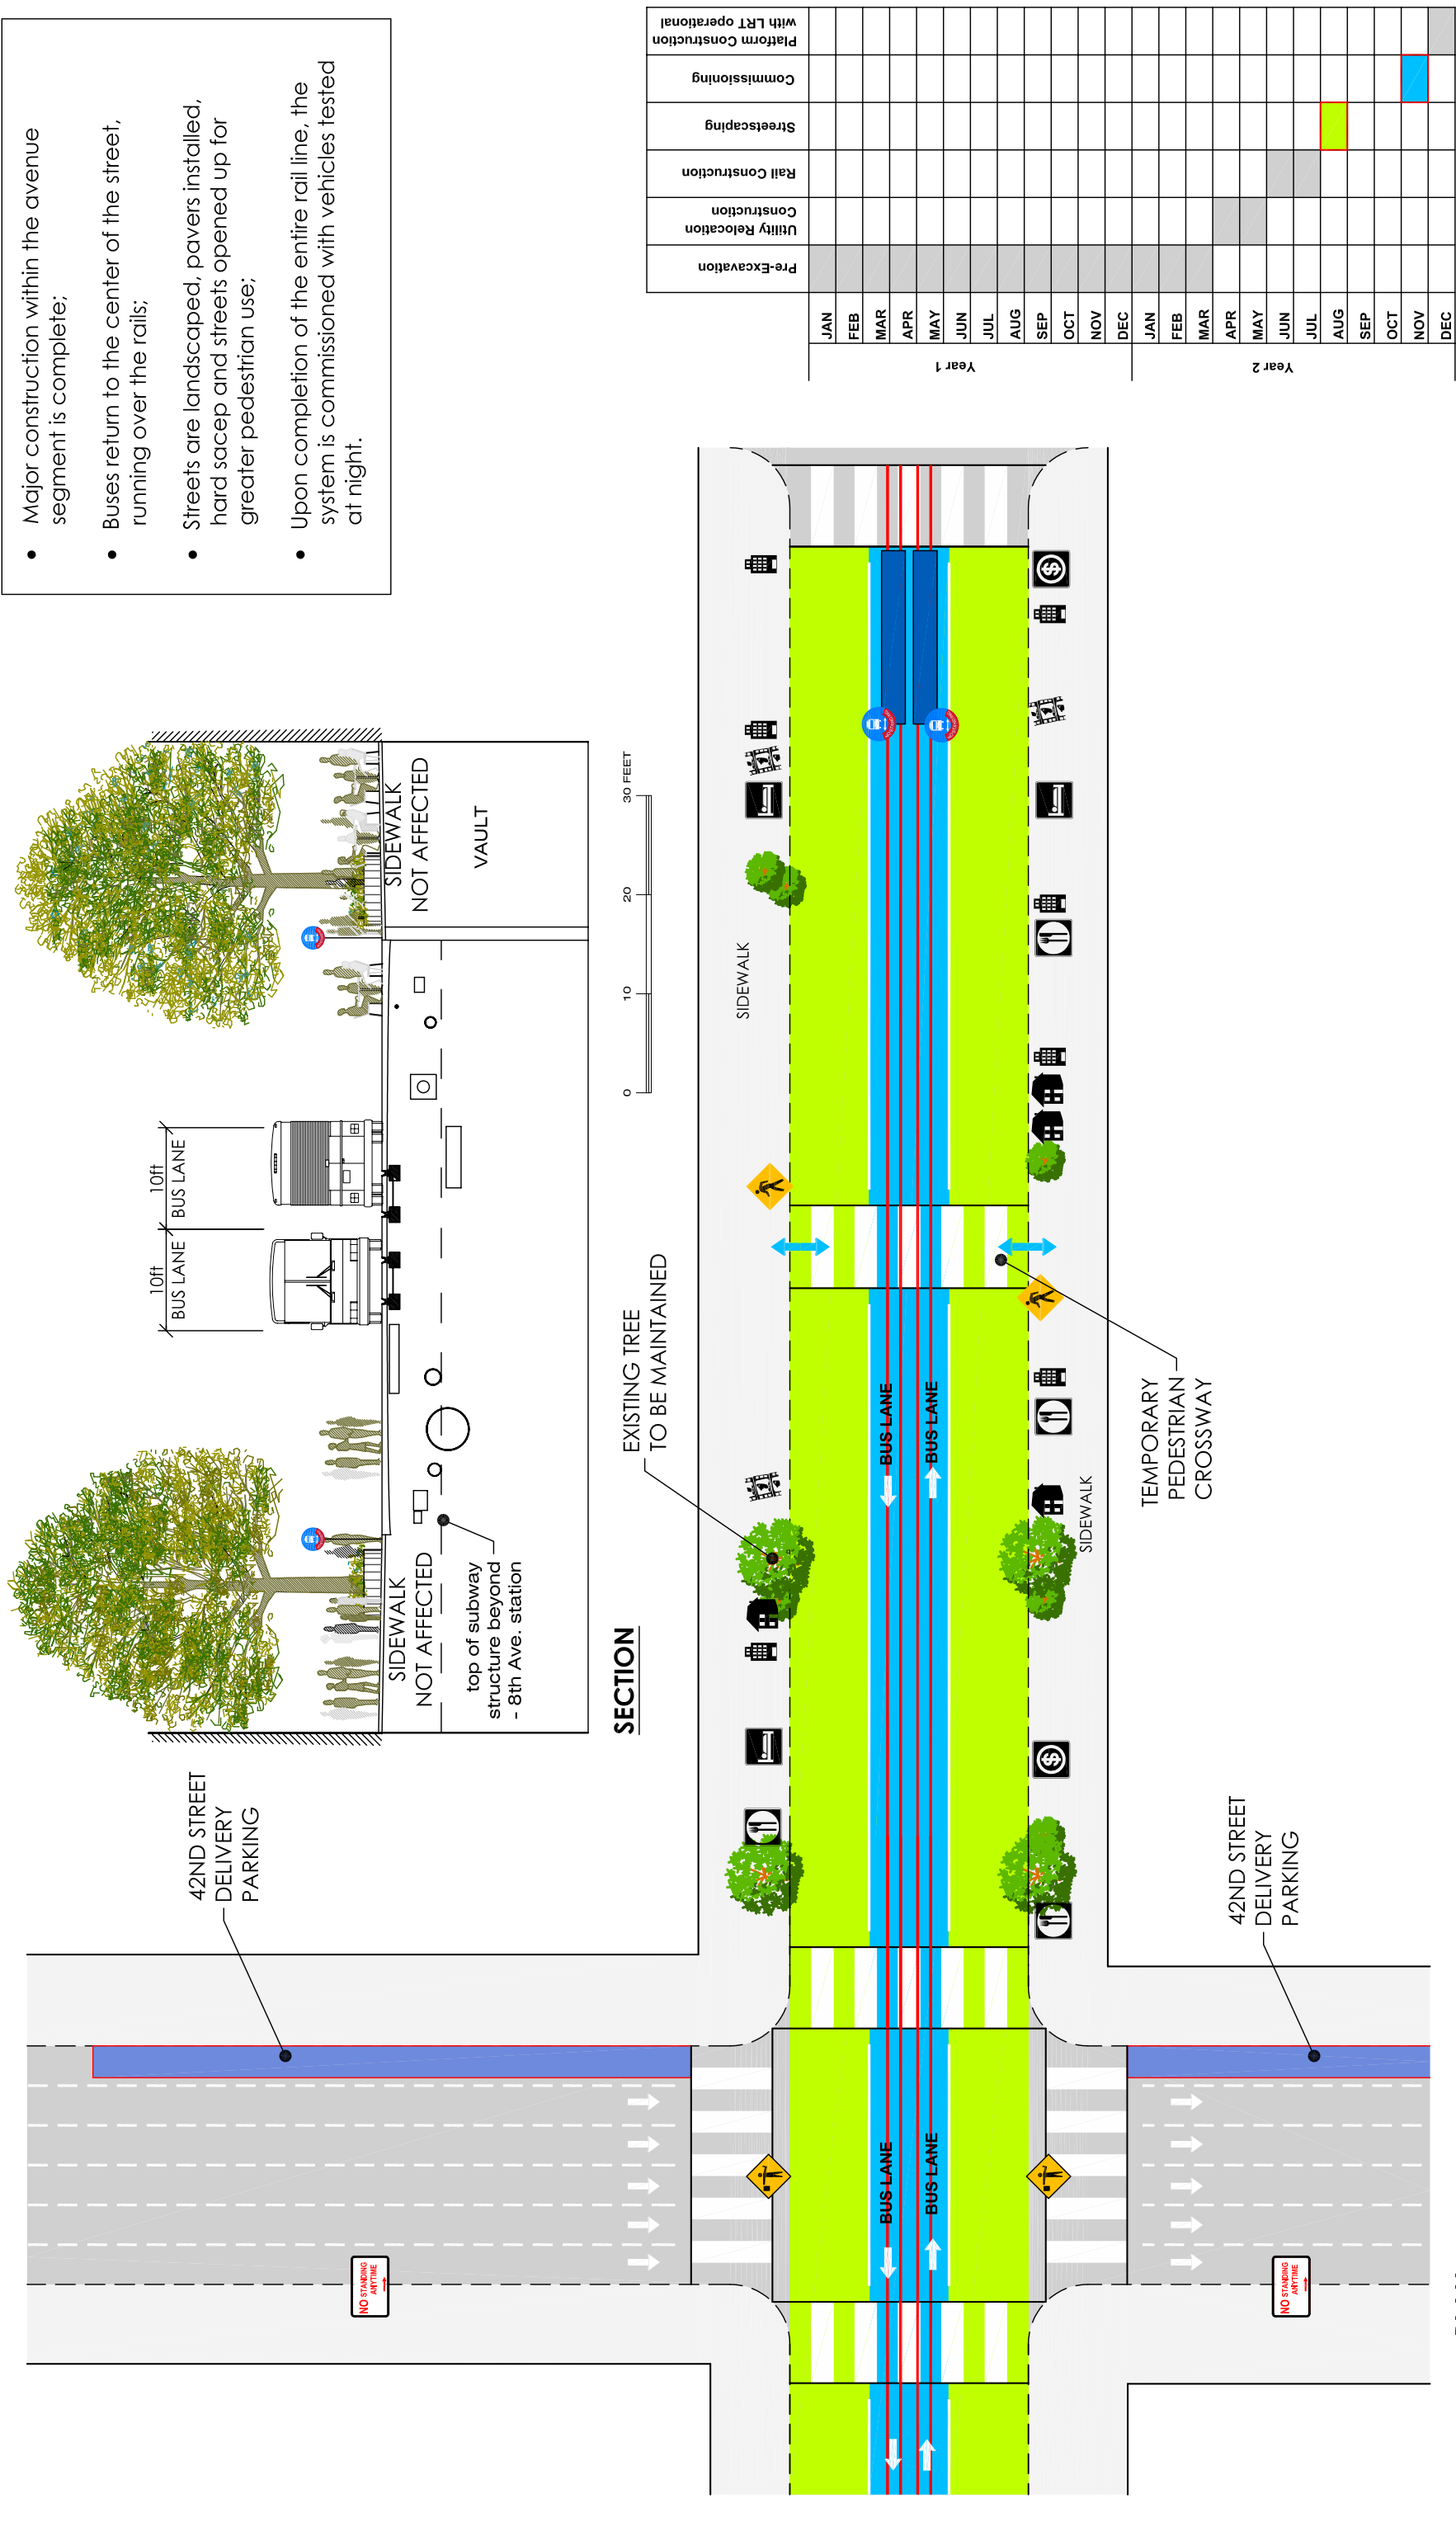 ● Major construction within the avenue
segment is complete;
● Buses return to the center of the street,
running over the rails;
● Streets are landscaped, pavers installed,
hard sacep and streets opened up for
greater pedestrian use;
● Upon completion of the entire rail line, the
system is commissioned with vehicles tested
at night.
10ft
BUS LANE
10ft
BUS LANE
SIDEWALK
NOT AFFECTED
SIDEWALK
NOT AFFECTED
VAULT
top of subway
structure beyond
- 8th Ave. station
SECTION
0 10 20 30 FEET
42ND STREET
DELIVERY
PARKING
EXISTING TREE
TO BE MAINTAINED
SIDEWALK
BUS LANE
BUS LANE
BUS LANE
BUS LANE
SIDEWALK
TEMPORARY
PEDESTRIAN
CROSSWAY
42ND STREET
DELIVERY
PARKING
NO STANDING
ANYTIME
NO STANDING
ANYTIME
Year 1
Year 2
JAN
FEB
MAR
APR
MAY
JUN
JUL
AUG
SEP
OCT
NOV
DEC
JAN
FEB
MAR
APR
MAY
JUN
JUL
AUG
SEP
OCT
NOV
DEC
Pre-Excavation
Utility Relocation
Construction
Rail Construction
Streetscaping
Commissioning
Platform Construction
with LRT operational